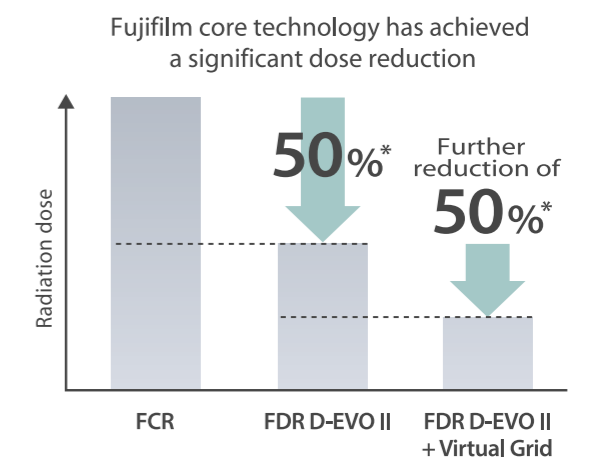 Fujifilm core technology has achieved
a significant dose reduction
Radiation dose
50%*
Further
reduction of
50%*
FCR
FDR D-EVO II
FDR D-EVO II
+ Virtual Grid